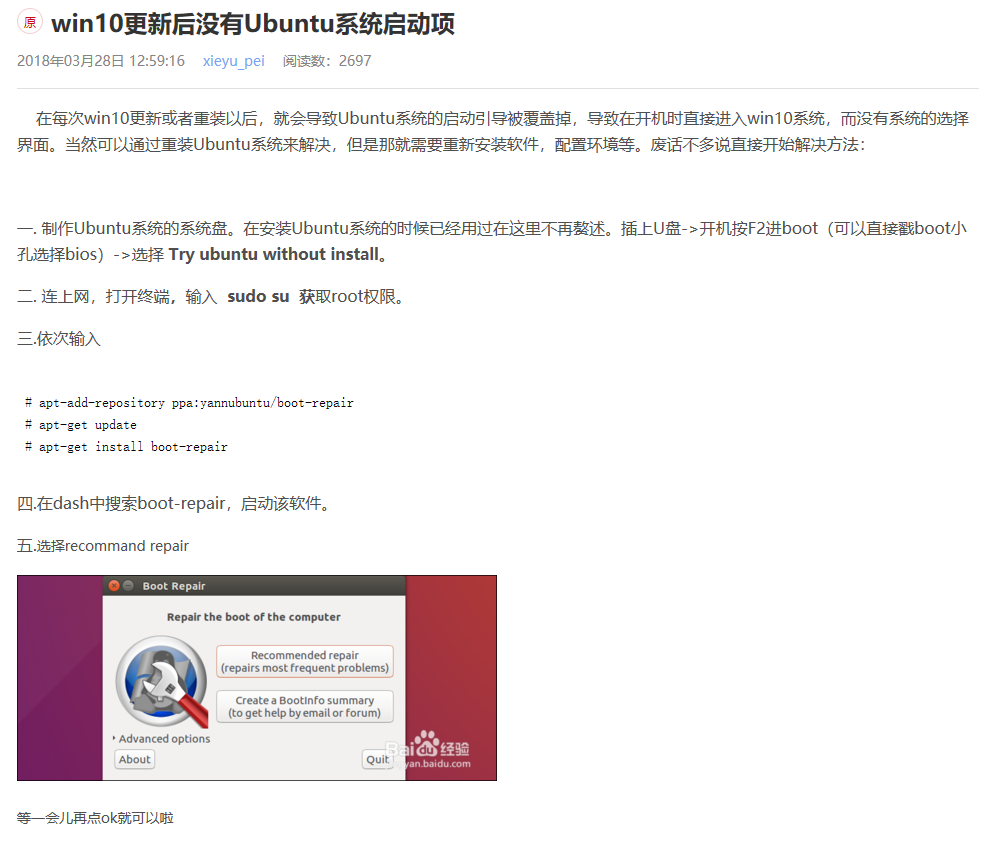 原 win10更新后没有Ubuntu系统启动项
2018年03月28日 12:59:16 xieyu_pei 阅读数：2697
在每次win10更新或者重装以后，就会导致Ubuntu系统的启动引导被覆盖掉，导致在开机时直接进入win10系统，而没有系统的选择
界面。当然可以通过重装Ubuntu系统来解决，但是那就需要重新安装软件，配置环境等。废话不多说直接开始解决方法：
一. 制作Ubuntu系统的系统盘。在安装Ubuntu系统的时候已经用过在这里不再赘述。插上U盘->开机按F2进boot（可以直接戳boot小
孔选择bios）->选择 Try ubuntu without install。
二. 连上网，打开终端，输入 sudo su 获取root权限。
三.依次输入
# apt-add-repository ppa:yannubuntu/boot-repair
# apt-get update
# apt-get install boot-repair
四.在dash中搜索boot-repair，启动该软件。
五.选择recommand repair
Boot Repair
Repair the boot of the computer
Recommended repair
(repairs most frequent problems)
Create a BootInfo summary
(to get help by email or forum)
Advanced options
About
Quit
Bai du 经验
yan.baidu.com
等一会儿再点ok就可以啦